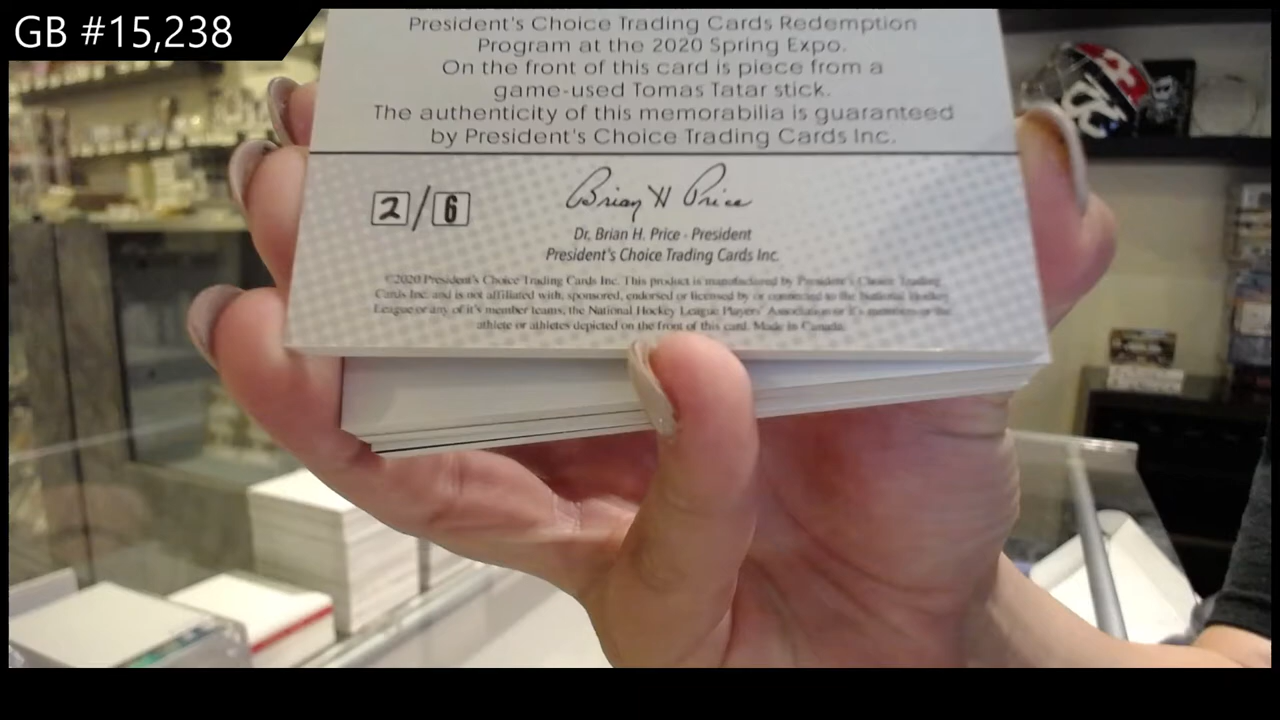 GB #15,238
President's Choice Trading Cards Redemption
Program at the 2020 Spring Expo.
On the front of this card is piece from a
game-used Tomas Tatar stick.
The authenticity of this memorabilia is guaranteed
by President's Choice Trading Cards Inc.
2/6
Brian H Price
Dr. Brian H. Price - President
President's Choice Trading Cards Inc.
©2020 President's Choice Trading Cards Inc. This product is manufactured by President's Choice Trading
Cards Inc. and is not affiliated with, sponsored, endorsed or licensed by or connected to the National Hockey
League or any of it's member teams, the National Hockey League Players' Association or it's members or the
athlete or athletes depicted on the front of this card. Made in Canada.